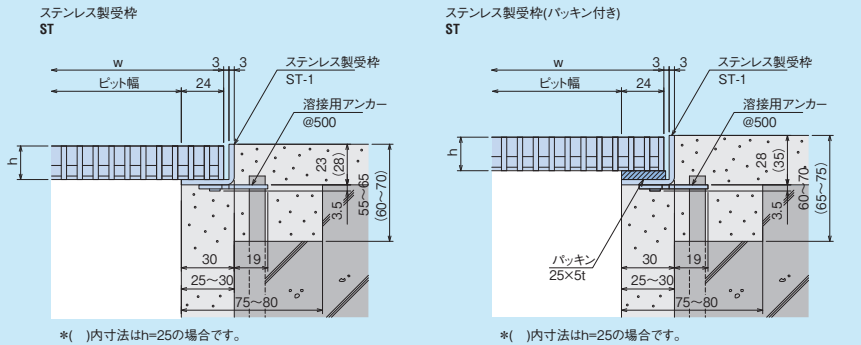 ステンレス製受枠
ST
w
3
3
ステンレス製受枠
ST-1
ピット幅
24
溶接用アンカー
@500
h
23
(28)
3.5
55～65
(60～70)
30
19
25～30
75～80
*(　)内寸法はh=25の場合です。
ステンレス製受枠(パッキン付き)
ST
w
3
3
ステンレス製受枠
ST-1
ピット幅
24
溶接用アンカー
@500
h
28
(35)
3.5
60～70
(65～75)
パッキン
25×5t
30
19
25～30
75～80
*(　)内寸法はh=25の場合です。